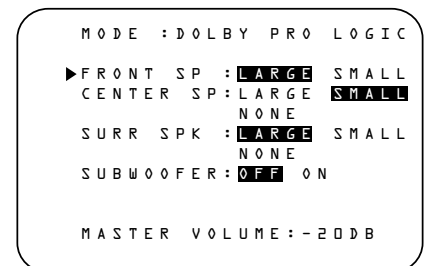 MODE :DOLBY PRO LOGIC
▶FRONT SP :LARGE SMALL
CENTER SP:LARGE SMALL
NONE
SURR SPK :LARGE SMALL
NONE
SUBWOOFER:OFF ON
MASTER VOLUME:-20DB